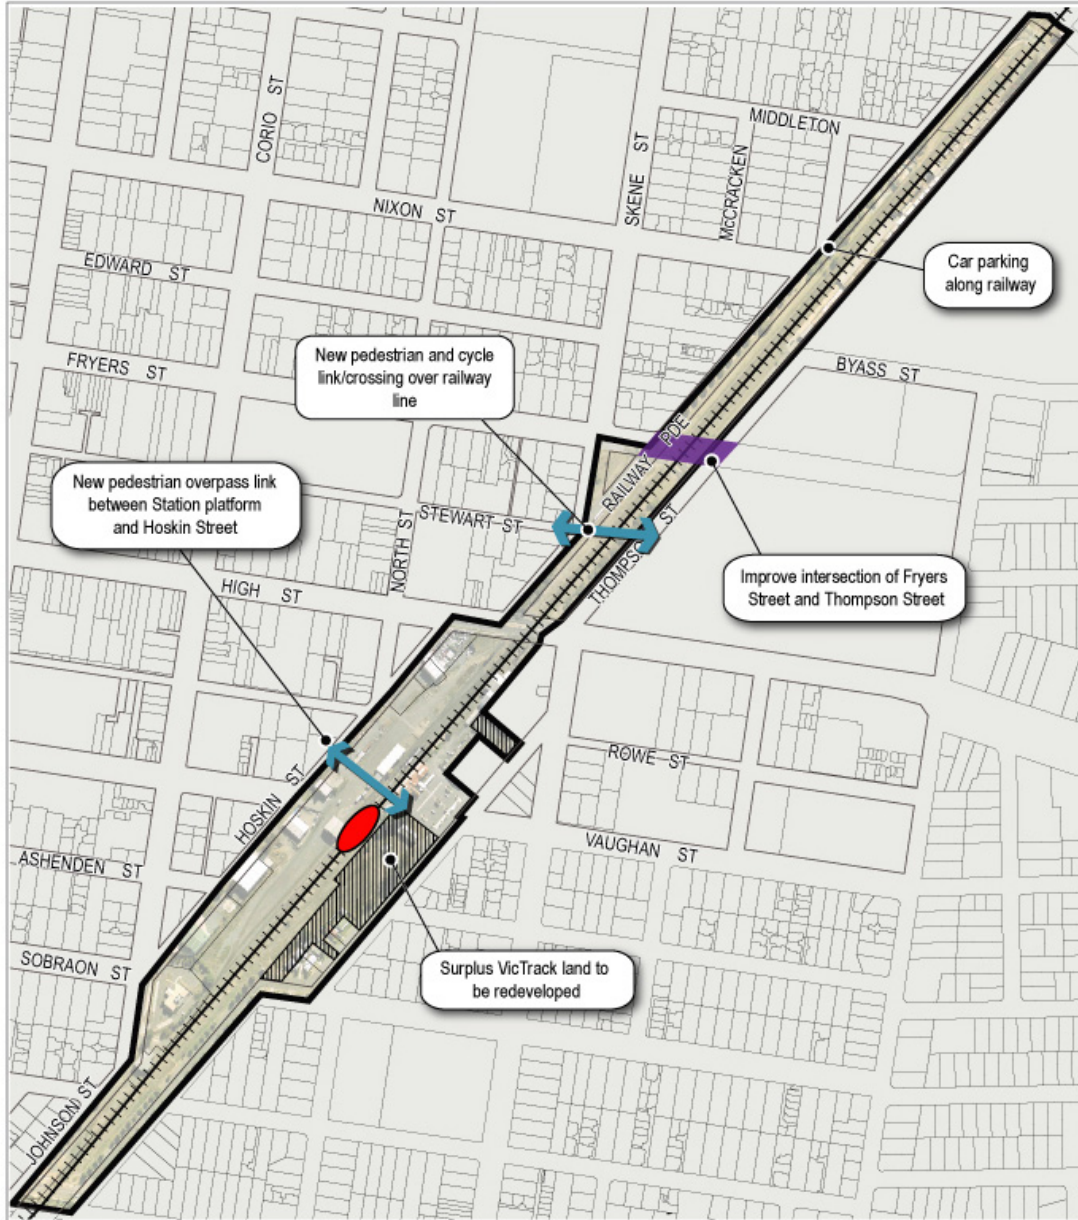 CORIO ST
MIDDLETON
SKENE ST
McCRACKEN
NIXON ST
EDWARD ST
Car parking
along railway
New pedestrian and cycle
link/crossing over railway
line
FRYERS ST
BYASS ST
RAILWAY PDE
New pedestrian overpass link
between Station platform
and Hoskin Street
STEWART ST
NORTH ST
THOMPSON ST
Improve intersection of Fryers
Street and Thompson Street
HIGH ST
ROWE ST
HOSKIN ST
VAUGHAN ST
ASHENDEN ST
SOBRAON ST
Surplus VicTrack land to
be redeveloped
JOHNSON ST